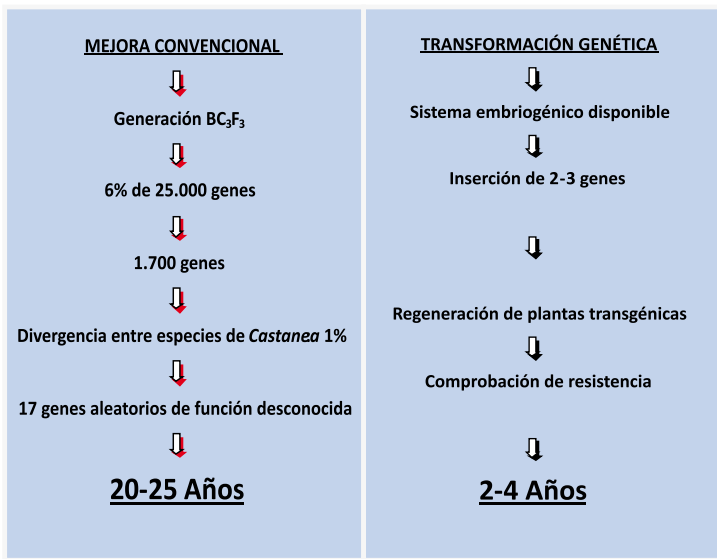 MEJORA CONVENCIONAL
Generación BC₃F₃
6% de 25.000 genes
1.700 genes
Divergencia entre especies de Castanea 1%
17 genes aleatorios de función desconocida
20-25 Años
TRANSFORMACIÓN GENÉTICA
Sistema embriogénico disponible
Inserción de 2-3 genes
Regeneración de plantas transgénicas
Comprobación de resistencia
2-4 Años